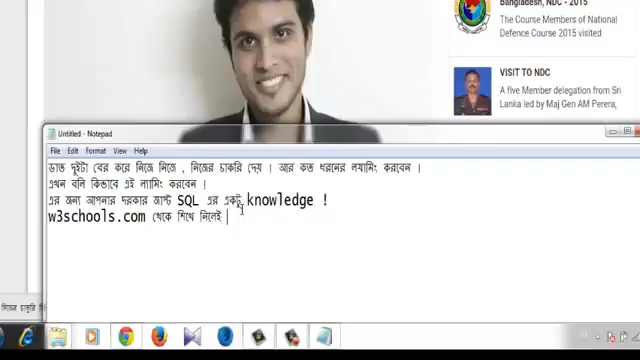 Bangladesh, NDC - 2015
The Course Members of National
Defence Course 2015 visited
VISIT TO NDC
A five Member delegation from Sri
Lanka led by Maj Gen AM Perera,
Untitled - Notepad
File Edit Format View Help
ডাত দুইটা বের করে নিজে নিজে , নিজের চাকরি দেয় । আর কত ধরনের লযামিং করবেন ।
এখন বলি কিভাবে এই ল্যামিং করবেন ।
এর জন্য আপনার দরকার জাস্ট SQL এর একটু knowledge !
w3schools.com থেকে শিখে নিলেই